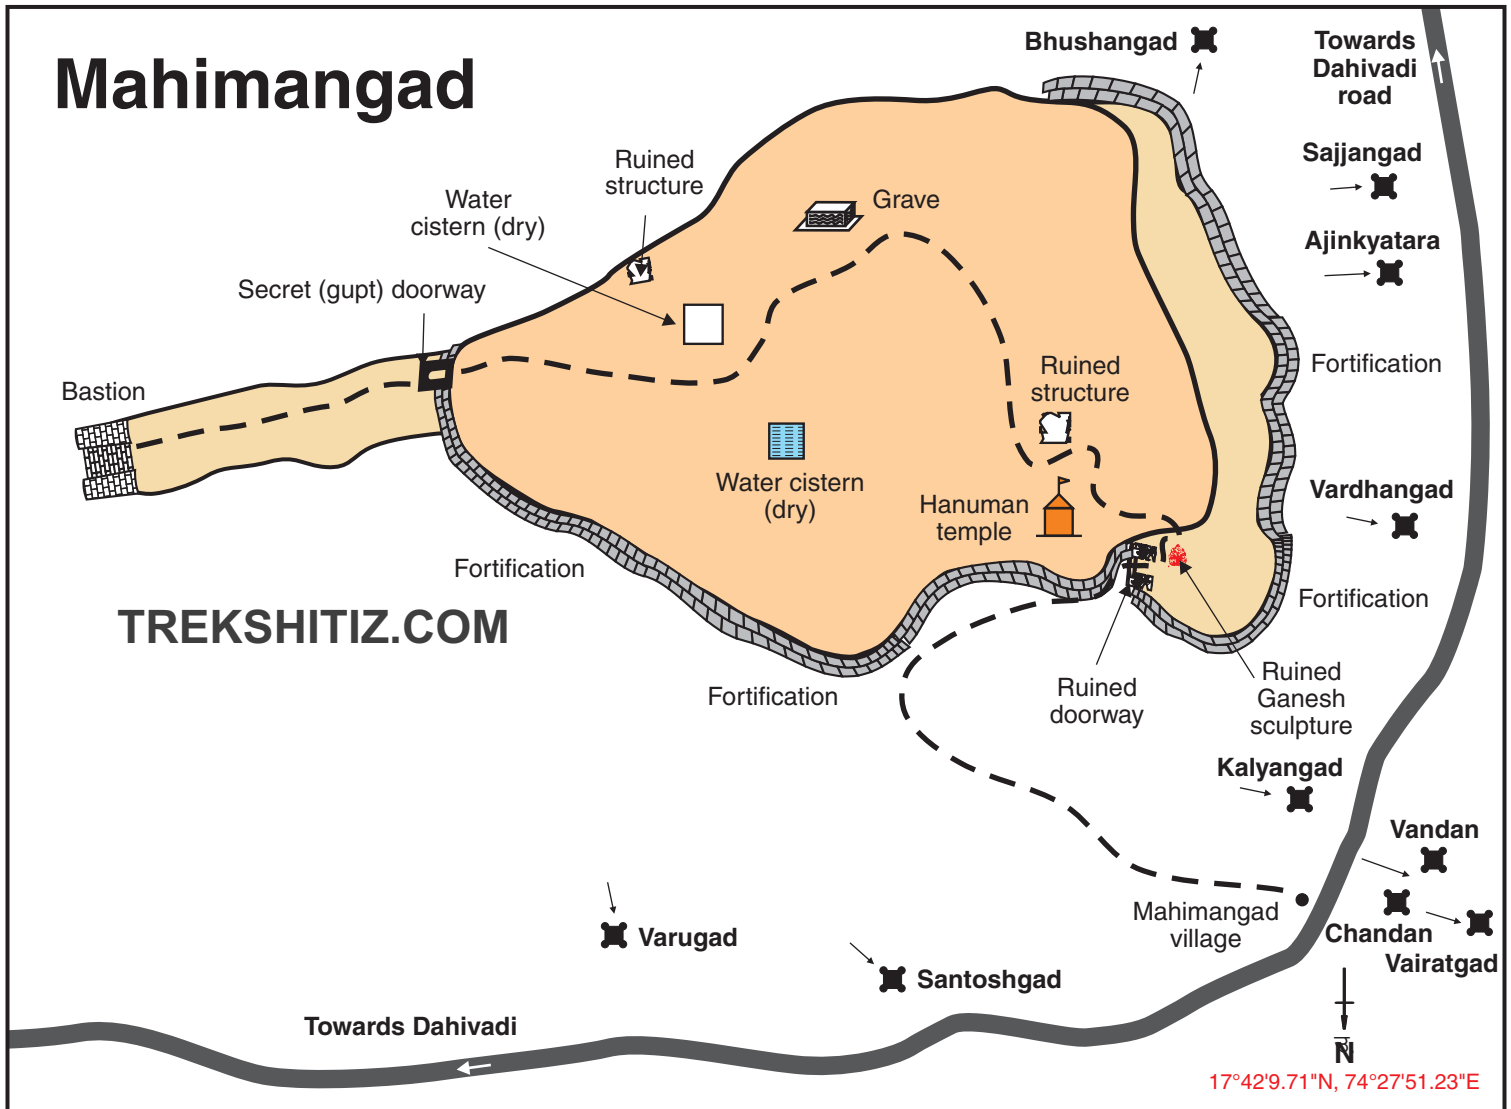 Mahimangad
Bhushangad
Towards
Dahivadi
road
Sajjangad
Ajinkyatara
Ruined
structure
Water
cistern (dry)
Grave
Secret (gupt) doorway
Bastion
Ruined
structure
Fortification
Water cistern
(dry)
Hanuman
temple
Vardhangad
Fortification
Fortification
TREKSHITIZ.COM
Fortification
Ruined
doorway
Ruined
Ganesh
sculpture
Kalyangad
Vandan
Mahimangad
village
Chandan
Vairatgad
Varugad
Santoshgad
Towards Dahivadi
N
17°42'9.71"N, 74°27'51.23"E